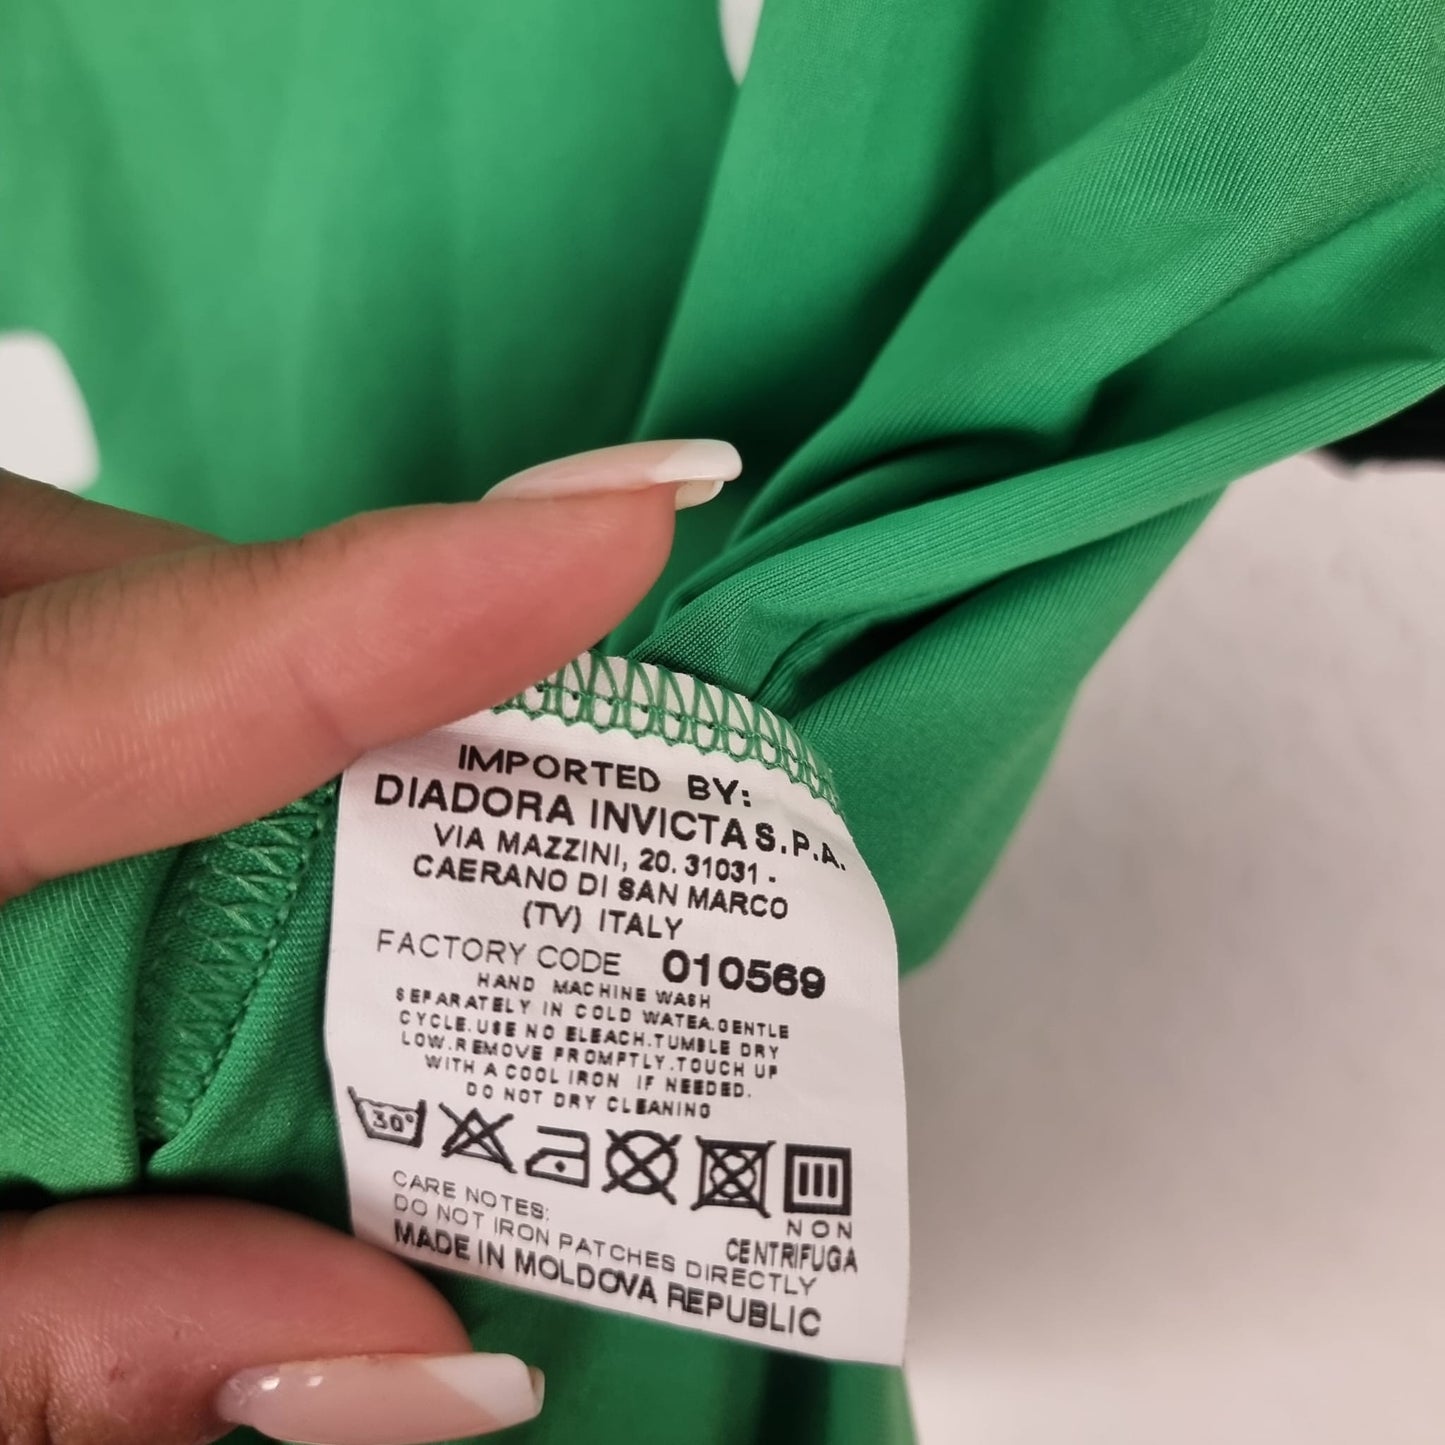 IMPORTED BY:
DIADORA INVICTA S.P.A.
VIA MAZZINI, 20. 31031 -
CAERANO DI SAN MARCO
(TV) ITALY
FACTORY CODE 010569
HAND MACHINE WASH
SEPARATELY IN COLD WATEA.GENTLE
CYCLE.USE NO ELEACH.TUMBLE DRY
LOW.REMOVE PROMPTLY.TOUCH UP
WITH A COOL IRON IF NEEDED.
DO NOT DRY CLEANING
30°
NON
CENTRIFUGA
CARE NOTES:
DO NOT IRON PATCHES DIRECTLY
MADE IN MOLDOVA REPUBLIC